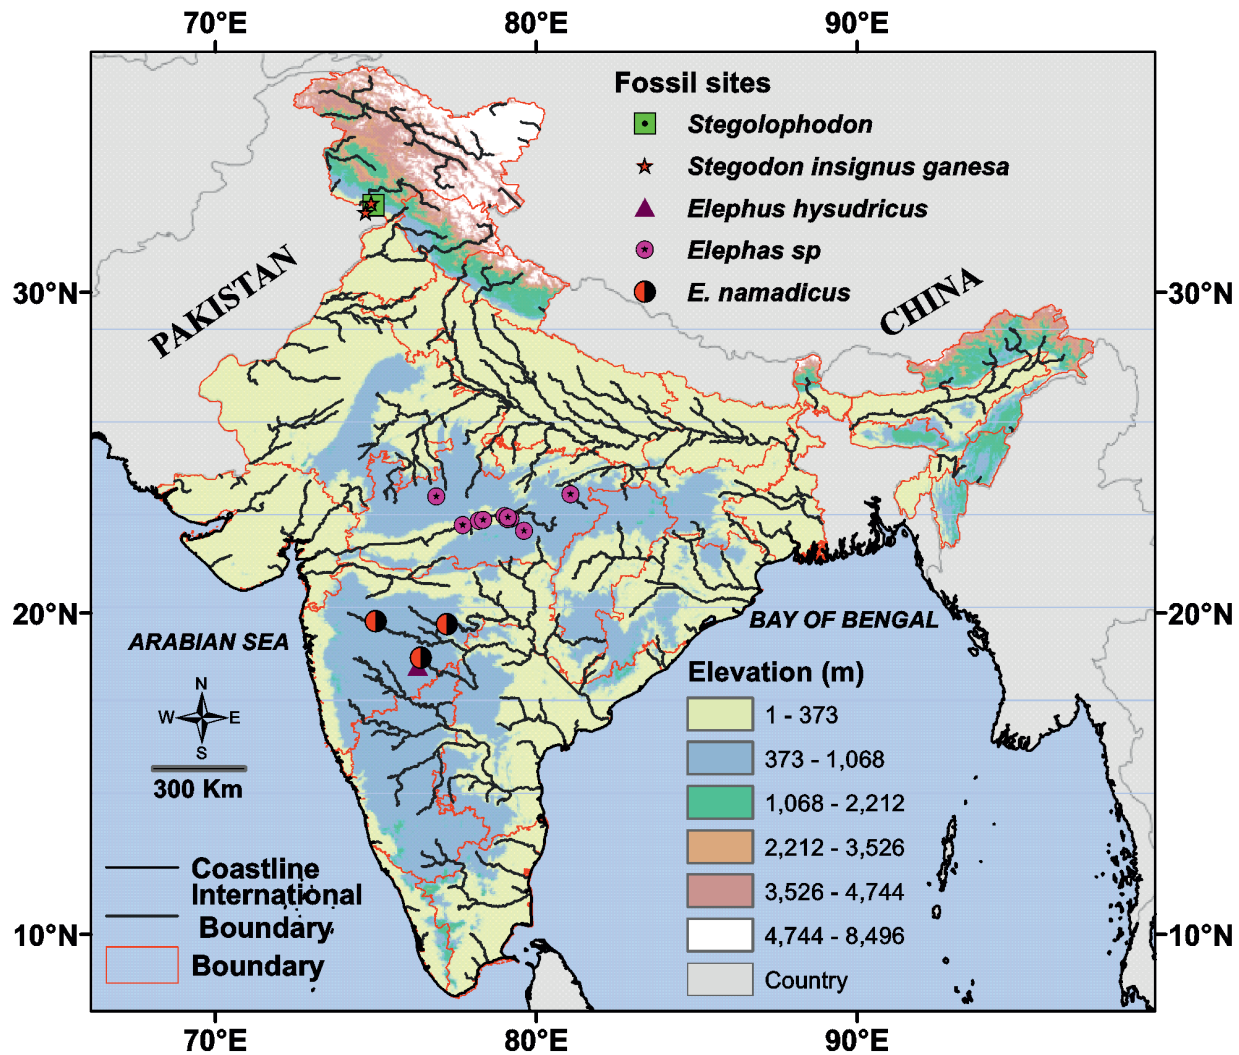 70°E 80°E 90°E
Fossil sites
Stegolophodon
Stegodon insignus ganesa
Elephus hysudricus
Elephas sp
E. namadicus
PAKISTAN
CHINA
30°N 30°N
20°N 20°N
ARABIAN SEA
BAY OF BENGAL
N
W E
S
300 Km
Elevation (m)
1 - 373
373 - 1,068
1,068 - 2,212
2,212 - 3,526
3,526 - 4,744
4,744 - 8,496
Country
Coastline
International
Boundary
Boundary
10°N 10°N
70°E 80°E 90°E